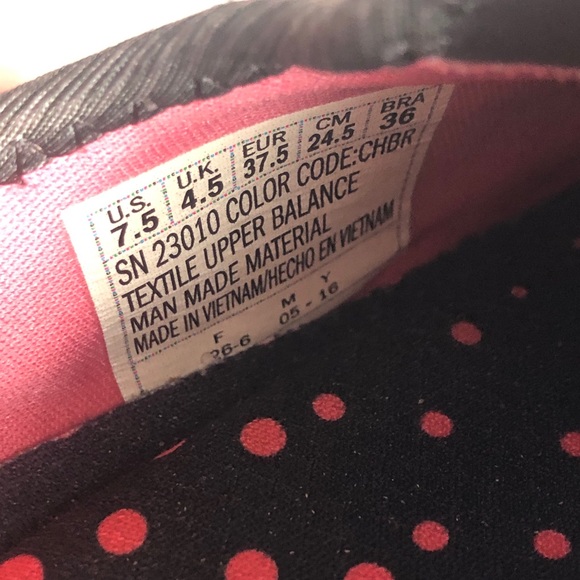 U.S. U.K. EUR CM BRA
7.5 4.5 37.5 24.5 36
SN 23010 COLOR CODE:CHBR
TEXTILE UPPER BALANCE
MAN MADE MATERIAL
MADE IN VIETNAM/HECHO EN VIETNAM
F M Y
26-6 05 - 16